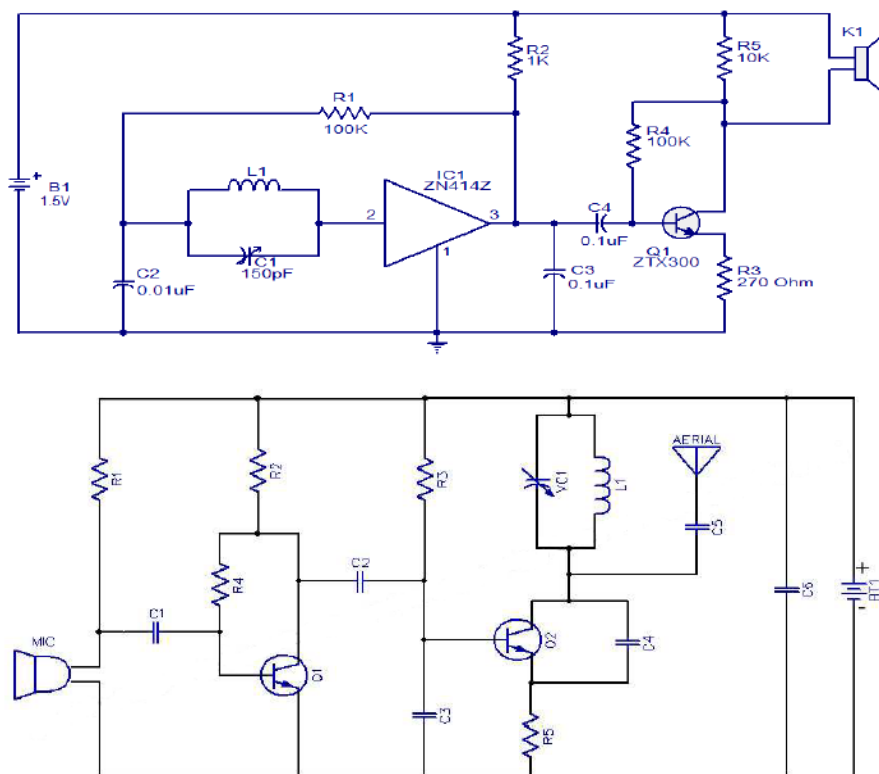 K1
R2
1K
R5
10K
R1
100K
R4
100K
L1
IC1
ZN414Z
+
B1
1.5V
2
3
C4
0.1uF
C1
150pF
1
Q1
ZTX300
C2
0.01uF
C3
0.1uF
R3
270 Ohm
AERIAL
R1
R2
R3
VC1
L1
C5
C2
R4
C1
+
C6
BT1
-
MIC
Q1
Q2
C4
C3
R5